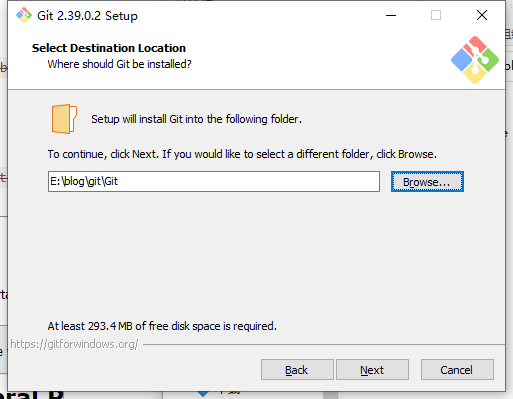 Git 2.39.0.2 Setup
Select Destination Location
Where should Git be installed?
Setup will install Git into the following folder.
To continue, click Next. If you would like to select a different folder, click Browse.
E:\blog\git\Git
Browse...
At least 293.4 MB of free disk space is required.
https://gitforwindows.org/
Back
Next
Cancel